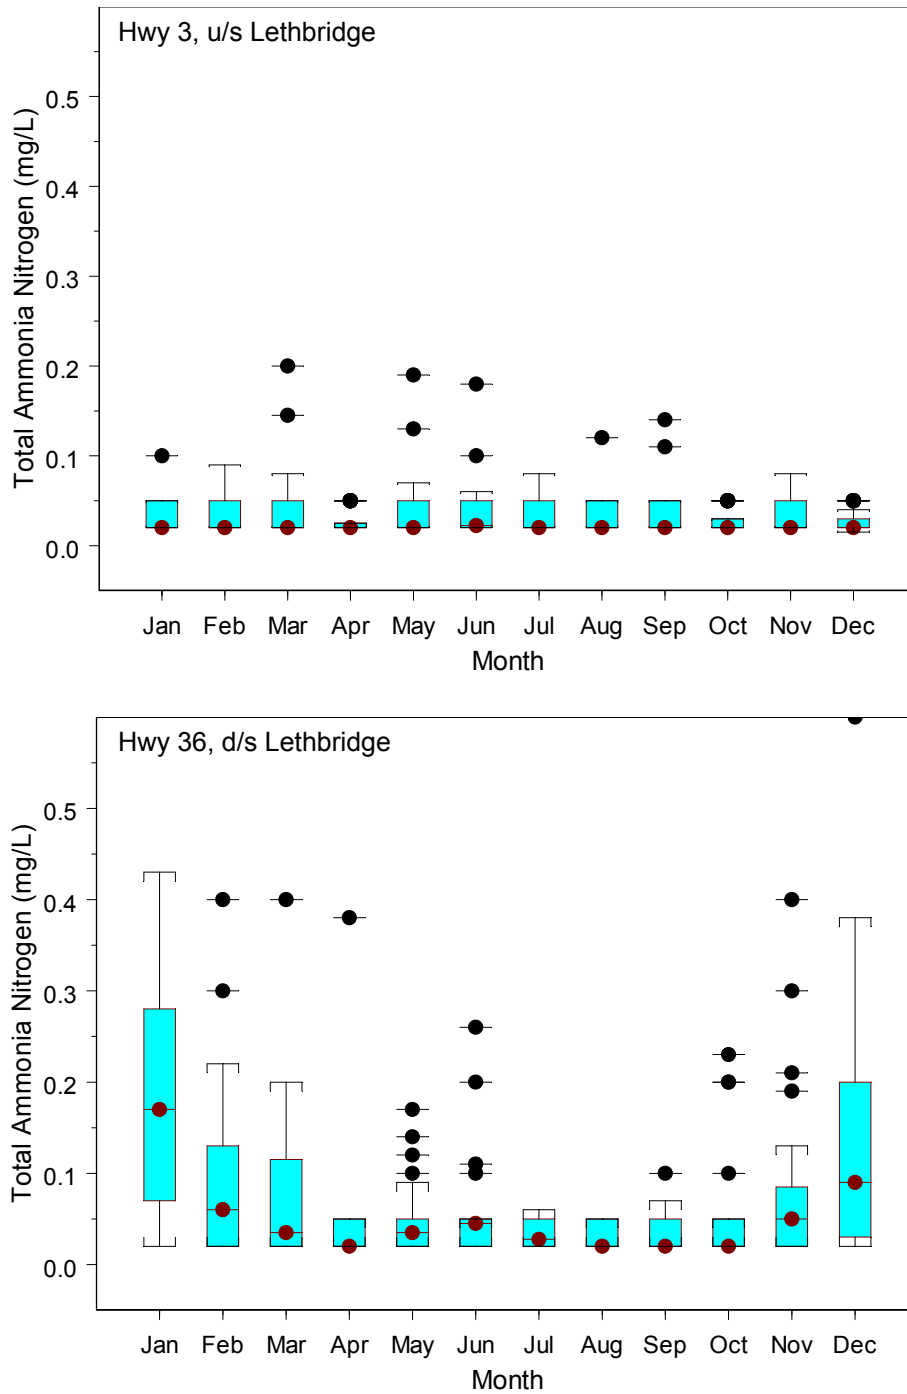 Hwy 3, u/s Lethbridge
Total Ammonia Nitrogen (mg/L)
0.5
0.4
0.3
0.2
0.1
0.0
Jan Feb Mar Apr May Jun Jul Aug Sep Oct Nov Dec
Month
Hwy 36, d/s Lethbridge
Total Ammonia Nitrogen (mg/L)
0.5
0.4
0.3
0.2
0.1
0.0
Jan Feb Mar Apr May Jun Jul Aug Sep Oct Nov Dec
Month